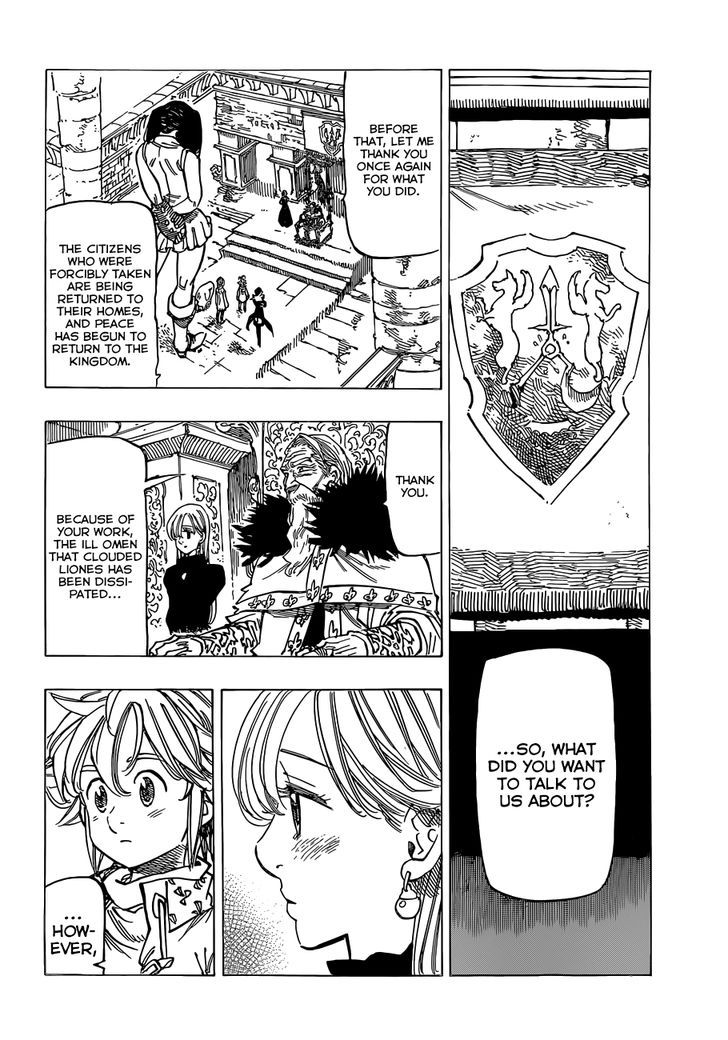 ...SO, WHAT
DID YOU WANT
TO TALK TO
US ABOUT?
BEFORE
THAT, LET ME
THANK YOU
ONCE AGAIN
FOR WHAT
YOU DID.
THE CITIZENS
WHO WERE
FORCIBLY TAKEN
ARE BEING
RETURNED TO
THEIR HOMES,
AND PEACE
HAS BEGUN TO
RETURN TO THE
KINGDOM.
THANK
YOU.
BECAUSE OF
YOUR WORK,
THE ILL OMEN
THAT CLOUDED
LIONES
HAS BEEN
DISSI-
PATED...
...
HOW-
EVER,